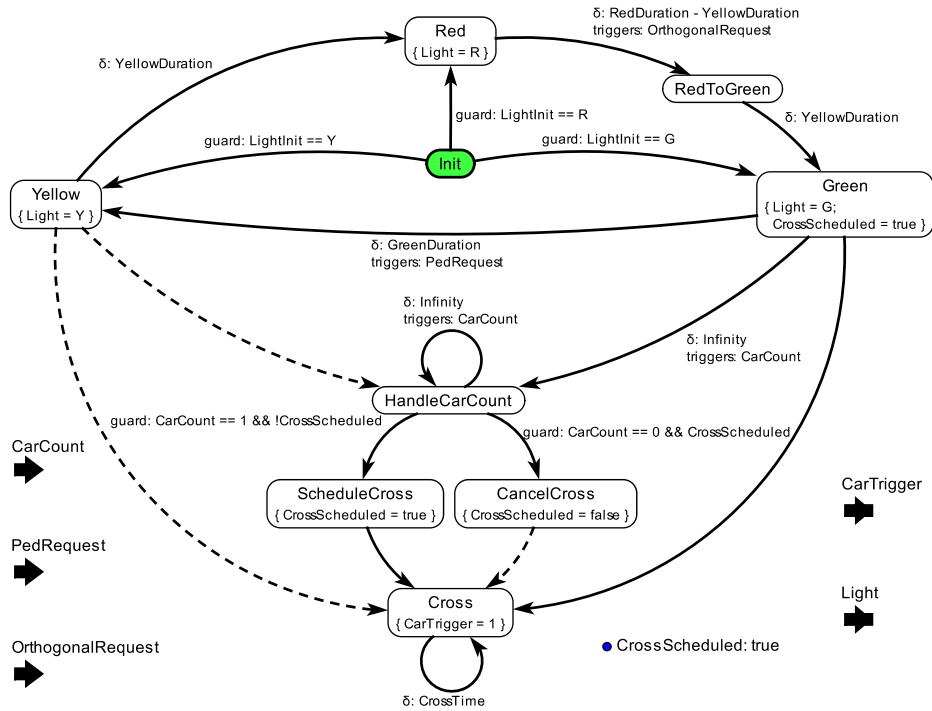 δ: RedDuration - YellowDuration
triggers: OrthogonalRequest
Red
{ Light = R }
δ: YellowDuration
RedToGreen
guard: LightInit == R
δ: YellowDuration
guard: LightInit == Y
guard: LightInit == G
Init
Yellow
{ Light = Y }
Green
{ Light = G;
CrossScheduled = true }
δ: GreenDuration
triggers: PedRequest
δ: Infinity
triggers: CarCount
δ: Infinity
triggers: CarCount
HandleCarCount
guard: CarCount == 1 && !CrossScheduled
guard: CarCount == 0 && CrossScheduled
CarCount
ScheduleCross
{ CrossScheduled = true }
CancelCross
{ CrossScheduled = false }
CarTrigger
PedRequest
Cross
{ CarTrigger = 1 }
Light
OrthogonalRequest
CrossScheduled: true
δ: CrossTime